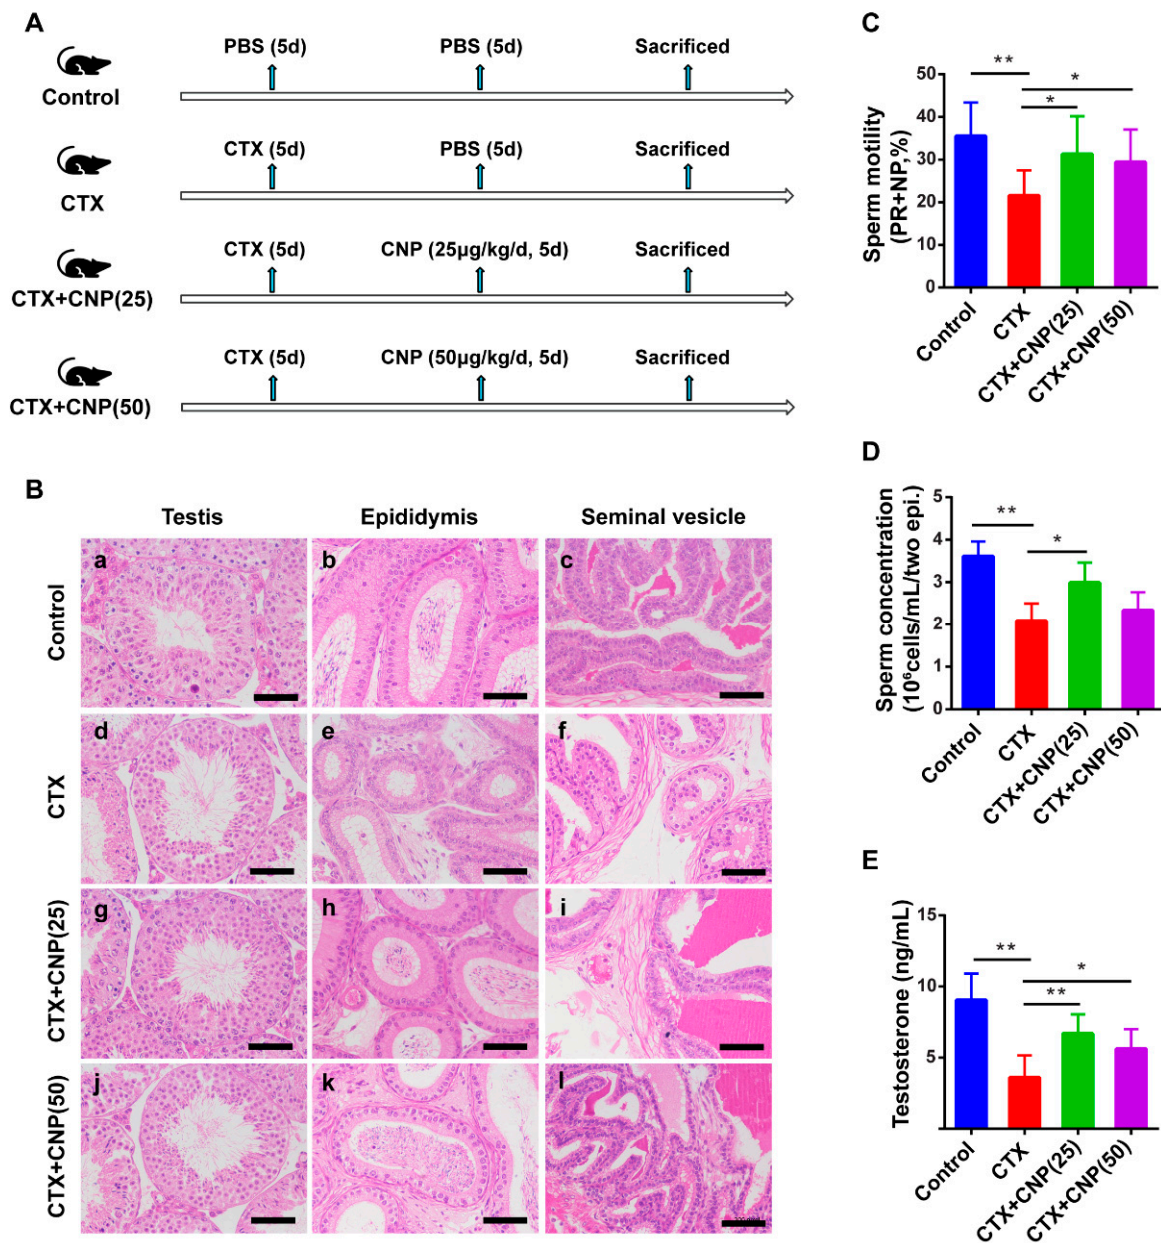 A
PBS (5d) PBS (5d) Sacrificed
Control
CTX (5d) PBS (5d) Sacrificed
CTX
CTX (5d) CNP (25μg/kg/d, 5d) Sacrificed
CTX+CNP(25)
CTX (5d) CNP (50μg/kg/d, 5d) Sacrificed
CTX+CNP(50)
B
Testis Epididymis Seminal vesicle
Control
a b c
CTX
d e f
CTX+CNP(25)
g h i
CTX+CNP(50)
j k l
C
Sperm motility
(PR+NP,%)
50
40
30
20
10
0
** * *
Control CTX CTX+CNP(25) CTX+CNP(50)
D
Sperm concentration
(10⁶cells/mL/two epi.)
5
4
3
2
1
0
** *
Control CTX CTX+CNP(25) CTX+CNP(50)
E
Testosterone (ng/mL)
15
10
5
** ** *
Control CTX CTX+CNP(25) CTX+CNP(50)